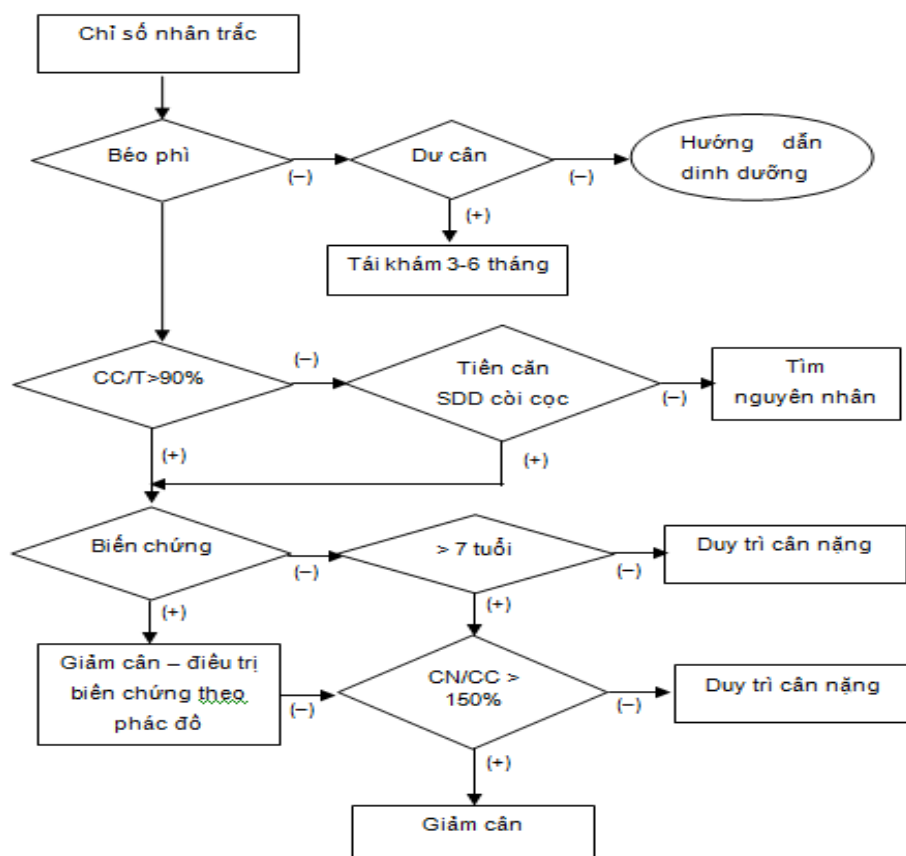 Chỉ số nhân trắc
Béo phì
(–)
Dư cân
(–)
Hướng dẫn
dinh dưỡng
(+)
Tái khám 3-6 tháng
CC/T>90%
(–)
Tiền căn
SDD còi cọc
(–)
Tìm
nguyên nhân
(+)
(+)
Biến chứng
(–)
> 7 tuổi
(–)
Duy trì cân nặng
(+)
(+)
Giảm cân – điều trị
biến chứng theo
phác đồ
(–)
CN/CC >
150%
(–)
Duy trì cân nặng
(+)
Giảm cân